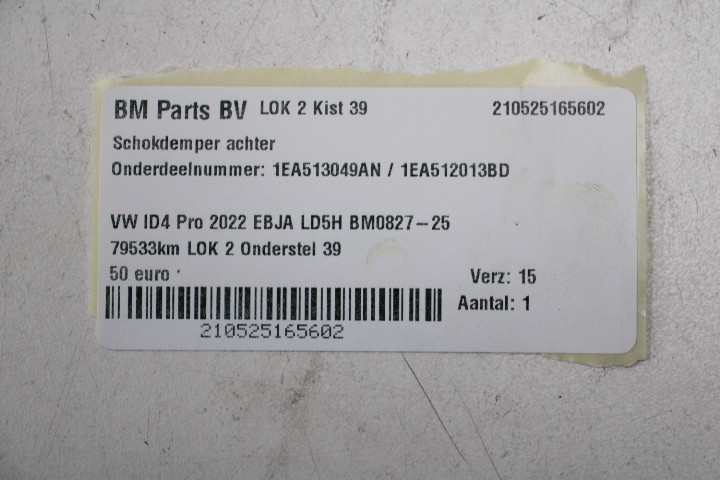 BM Parts BV LOK 2 Kist 39 210525165602
Schokdemper achter
Onderdeelnummer: 1EA513049AN / 1EA512013BD
VW ID4 Pro 2022 EBJA LD5H BM0827-25
79533km LOK 2 Onderstel 39
50 euro Verz: 15
Aantal: 1
210525165602